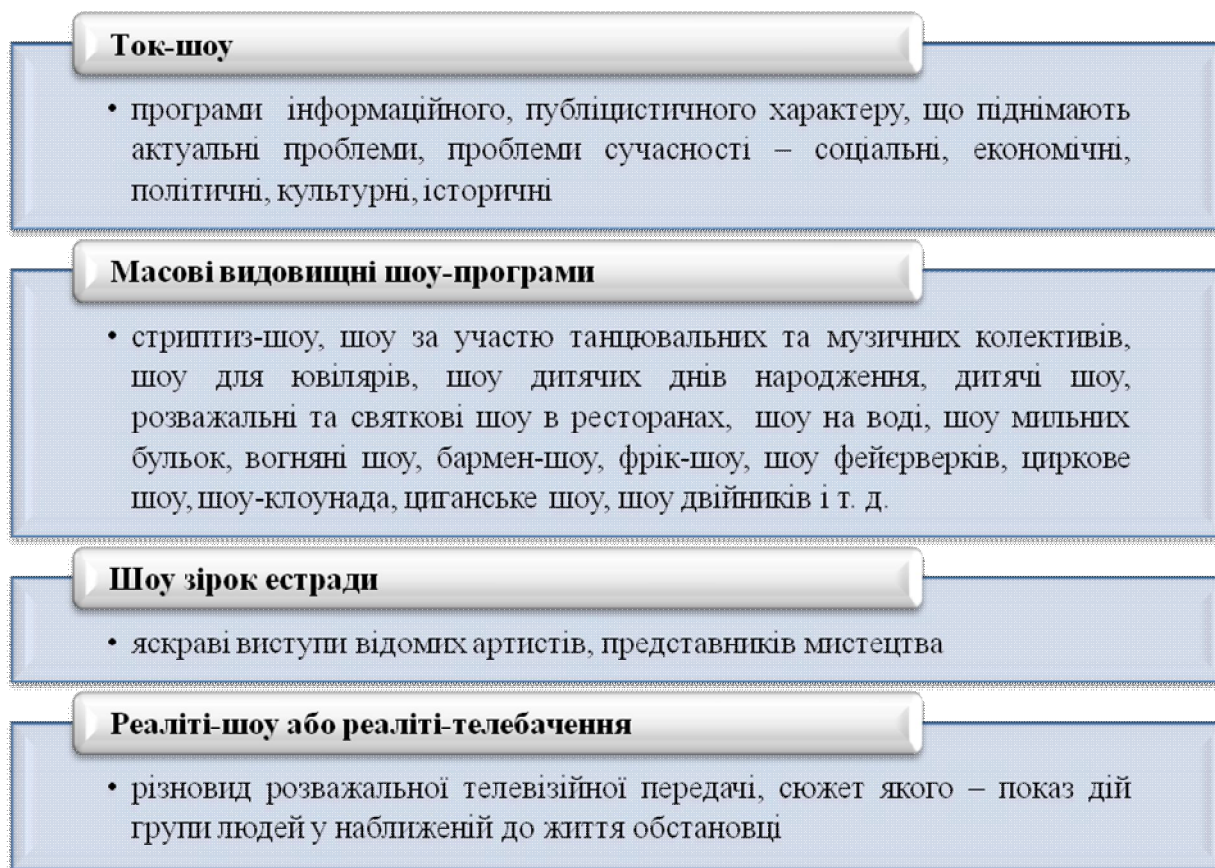 Ток-шоу
• програми інформаційного, публіцистичного характеру, що піднімають
актуальні проблеми, проблеми сучасності – соціальні, економічні,
політичні, культурні, історичні
Масові видовищні шоу-програми
• стриптиз-шоу, шоу за участю танцювальних та музичних колективів,
шоу для ювілярів, шоу дитячих днів народження, дитячі шоу,
розважальні та святкові шоу в ресторанах, шоу на воді, шоу мильних
бульок, вогняні шоу, бармен-шоу, фрік-шоу, шоу фейєрверків, циркове
шоу, шоу-клоунада, циганське шоу, шоу двійників і т. д.
Шоу зірок естради
• яскраві виступи відомих артистів, представників мистецтва
Реаліті-шоу або реаліті-телебачення
• різновид розважальної телевізійної передачі, сюжет якого – показ дій
групи людей у наближеній до життя обстановці